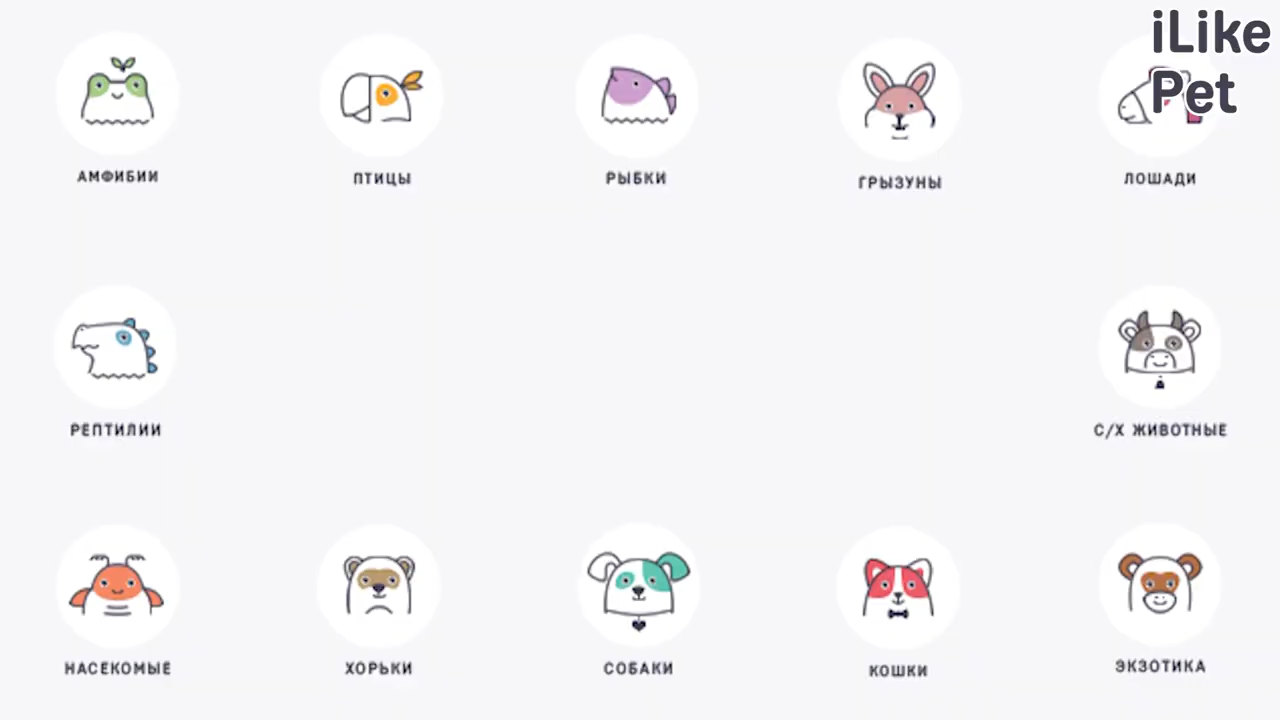 iLike
Pet
АМФИБИИ
ПТИЦЫ
РЫБКИ
ГРЫЗУНЫ
ЛОШАДИ
РЕПТИЛИИ
С/Х ЖИВОТНЫЕ
НАСЕКОМЫЕ
ХОРЬКИ
СОБАКИ
КОШКИ
ЭКЗОТИКА